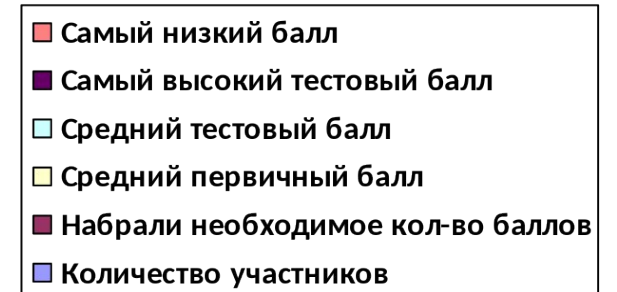 Самый низкий балл
Самый высокий тестовый балл
Средний тестовый балл
Средний первичный балл
Набрали необходимое кол-во баллов
Количество участников